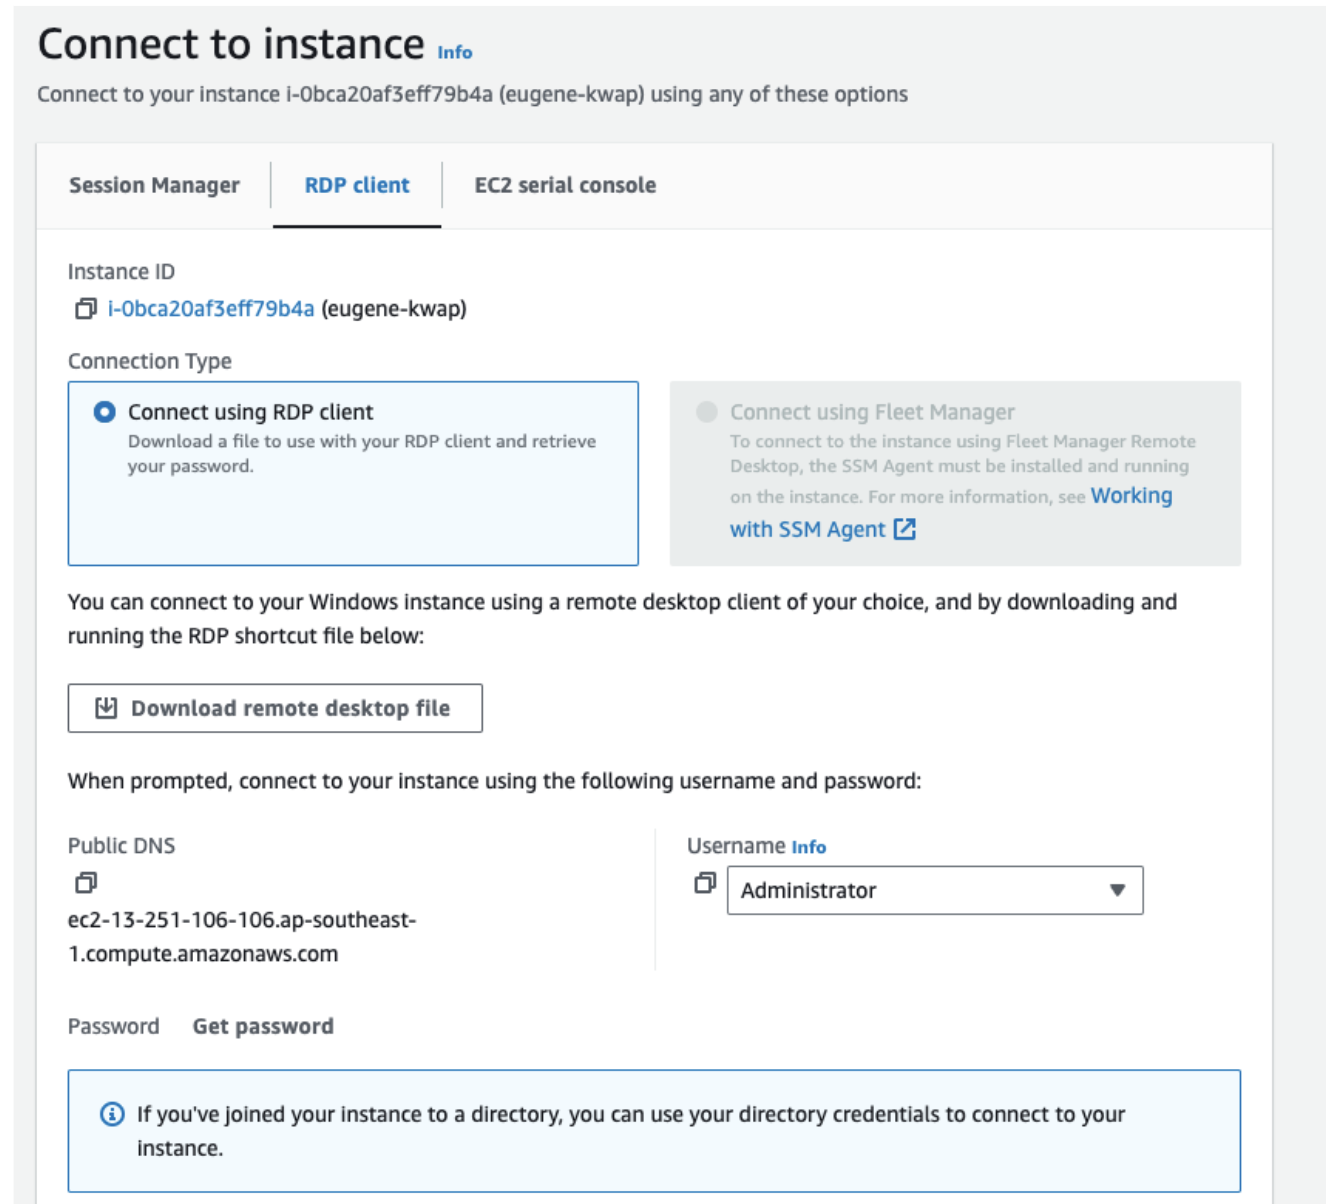 Connect to instance Info
Connect to your instance i-0bca20af3eff79b4a (eugene-kwap) using any of these options
Session Manager
RDP client
EC2 serial console
Instance ID
i-0bca20af3eff79b4a (eugene-kwap)
Connection Type
Connect using RDP client
Download a file to use with your RDP client and retrieve
your password.
Connect using Fleet Manager
To connect to the instance using Fleet Manager Remote
Desktop, the SSM Agent must be installed and running
on the instance. For more information, see Working
with SSM Agent
You can connect to your Windows instance using a remote desktop client of your choice, and by downloading and
running the RDP shortcut file below:
Download remote desktop file
When prompted, connect to your instance using the following username and password:
Public DNS
ec2-13-251-106-106.ap-southeast-
1.compute.amazonaws.com
Username Info
Administrator
Password Get password
If you've joined your instance to a directory, you can use your directory credentials to connect to your
instance.